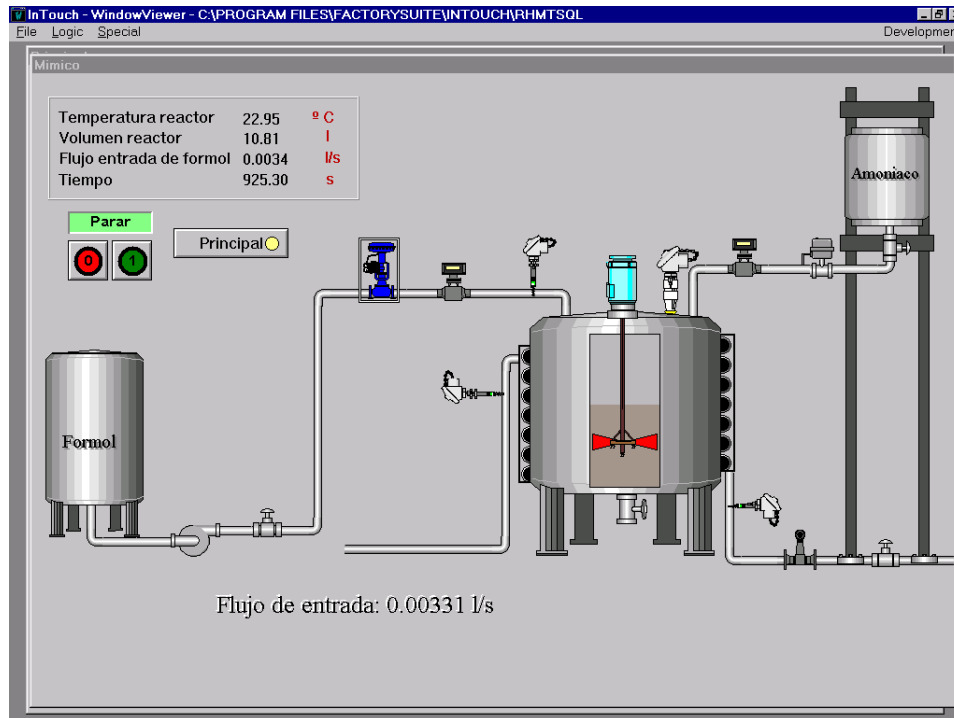 InTouch - WindowViewer - C:\PROGRAM FILES\FACTORYSUITE\INTOUCH\RHMTSQL
File Logic Special Developmen
Mimico
Temperatura reactor 22.95 º C
Volumen reactor 10.81 l
Flujo entrada de formol 0.0034 l/s
Tiempo 925.30 s
Parar
0 1
Principal
Amoniaco
Formol
Flujo de entrada: 0.00331 l/s